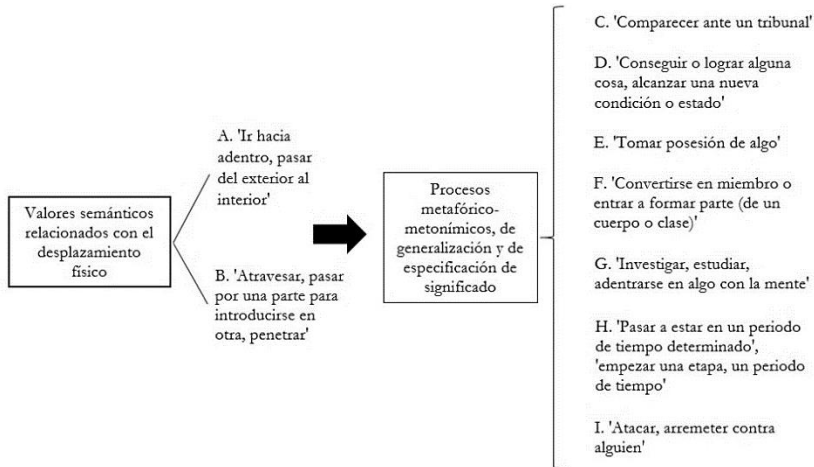 Valores semánticos
relacionados con el
desplazamiento
físico
A. 'Ir hacia
adentro, pasar
del exterior al
interior'
B. 'Atravesar, pasar
por una parte para
introducirse en
otra, penetrar'
Procesos
metafórico-
metonímicos, de
generalización y de
especificación de
significado
C. 'Comparecer ante un tribunal'
D. 'Conseguir o lograr alguna
cosa, alcanzar una nueva
condición o estado'
E. 'Tomar posesión de algo'
F. 'Convertirse en miembro o
entrar a formar parte (de un
cuerpo o clase)'
G. 'Investigar, estudiar,
adentrarse en algo con la mente'
H. 'Pasar a estar en un periodo
de tiempo determinado',
'empezar una etapa, un periodo
de tiempo'
I. 'Atacar, arremeter contra
alguien'